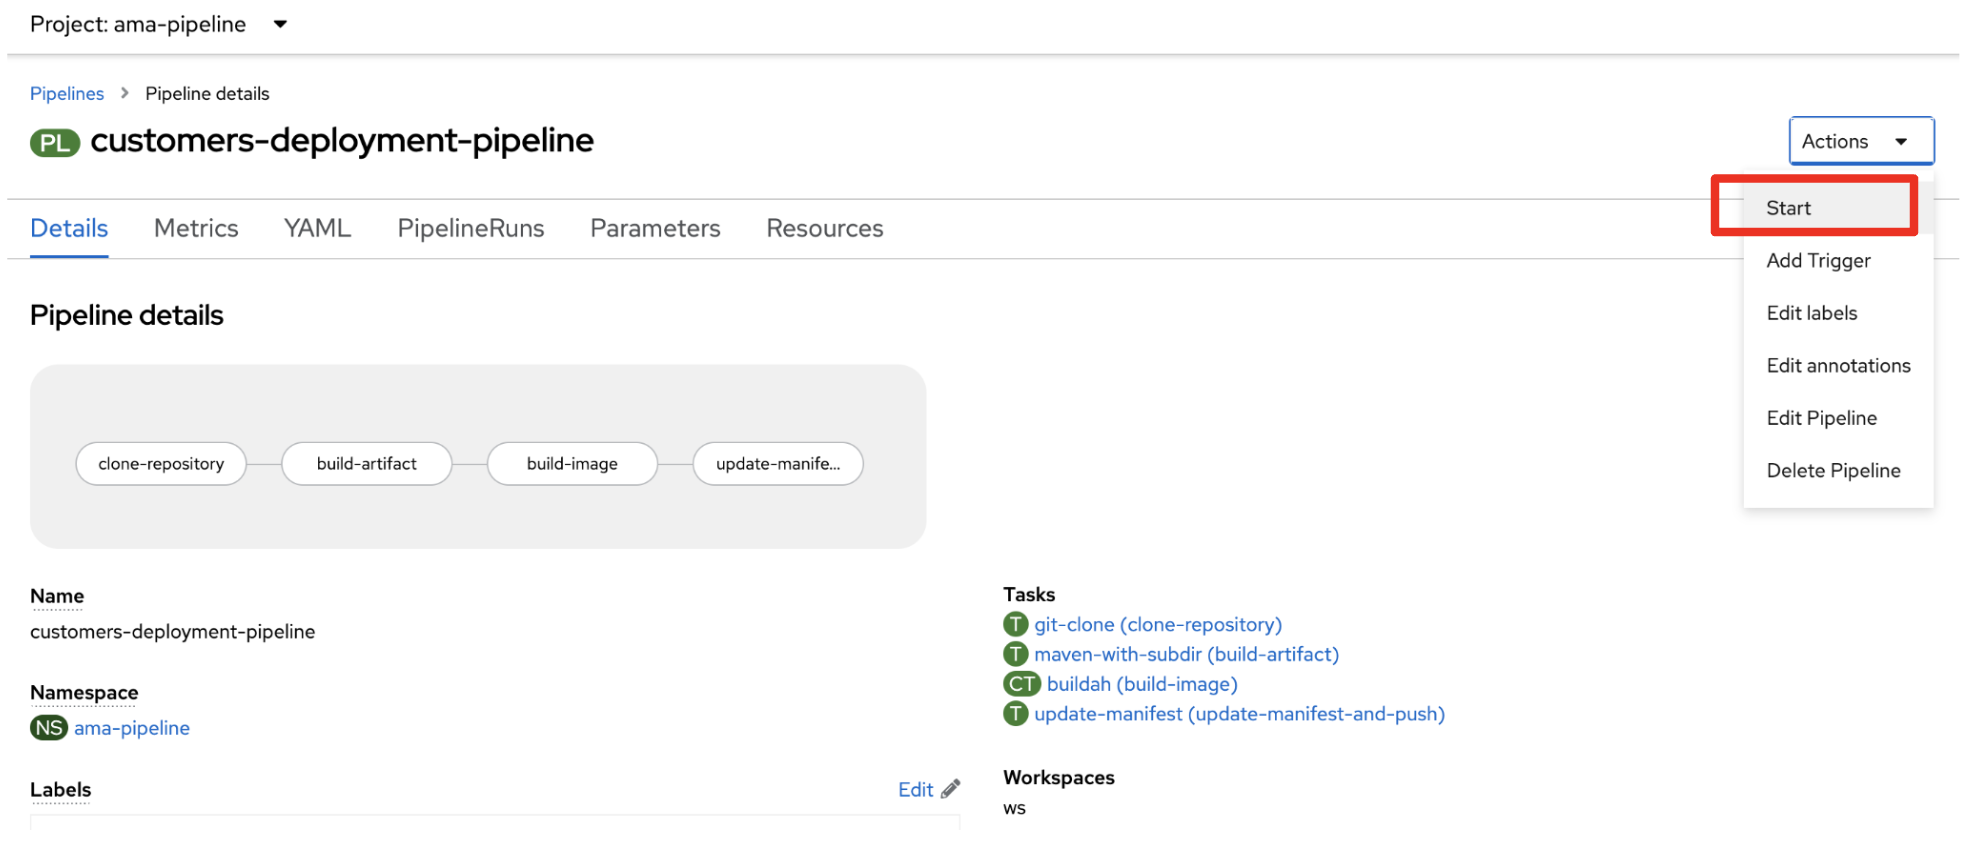 Project: ama-pipeline
Pipelines > Pipeline details
PL customers-deployment-pipeline
Actions
Start
Add Trigger
Edit labels
Edit annotations
Edit Pipeline
Delete Pipeline
Details Metrics YAML PipelineRuns Parameters Resources
Pipeline details
clone-repository build-artifact build-image update-manife...
Name
customers-deployment-pipeline
Namespace
NS ama-pipeline
Labels Edit
Tasks
T git-clone (clone-repository)
T maven-with-subdir (build-artifact)
CT buildah (build-image)
T update-manifest (update-manifest-and-push)
Workspaces
ws